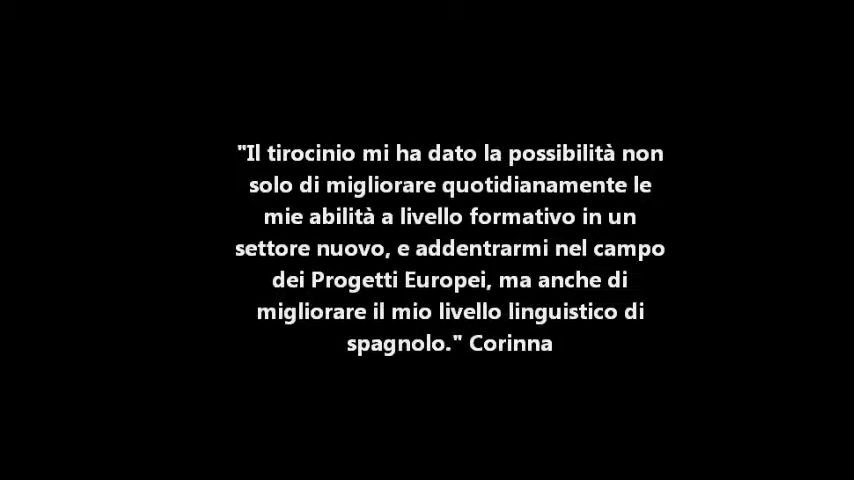 "Il tirocinio mi ha dato la possibilità non
solo di migliorare quotidianamente le
mie abilità a livello formativo in un
settore nuovo, e addentrarmi nel campo
dei Progetti Europei, ma anche di
migliorare il mio livello linguistico di
spagnolo." Corinna